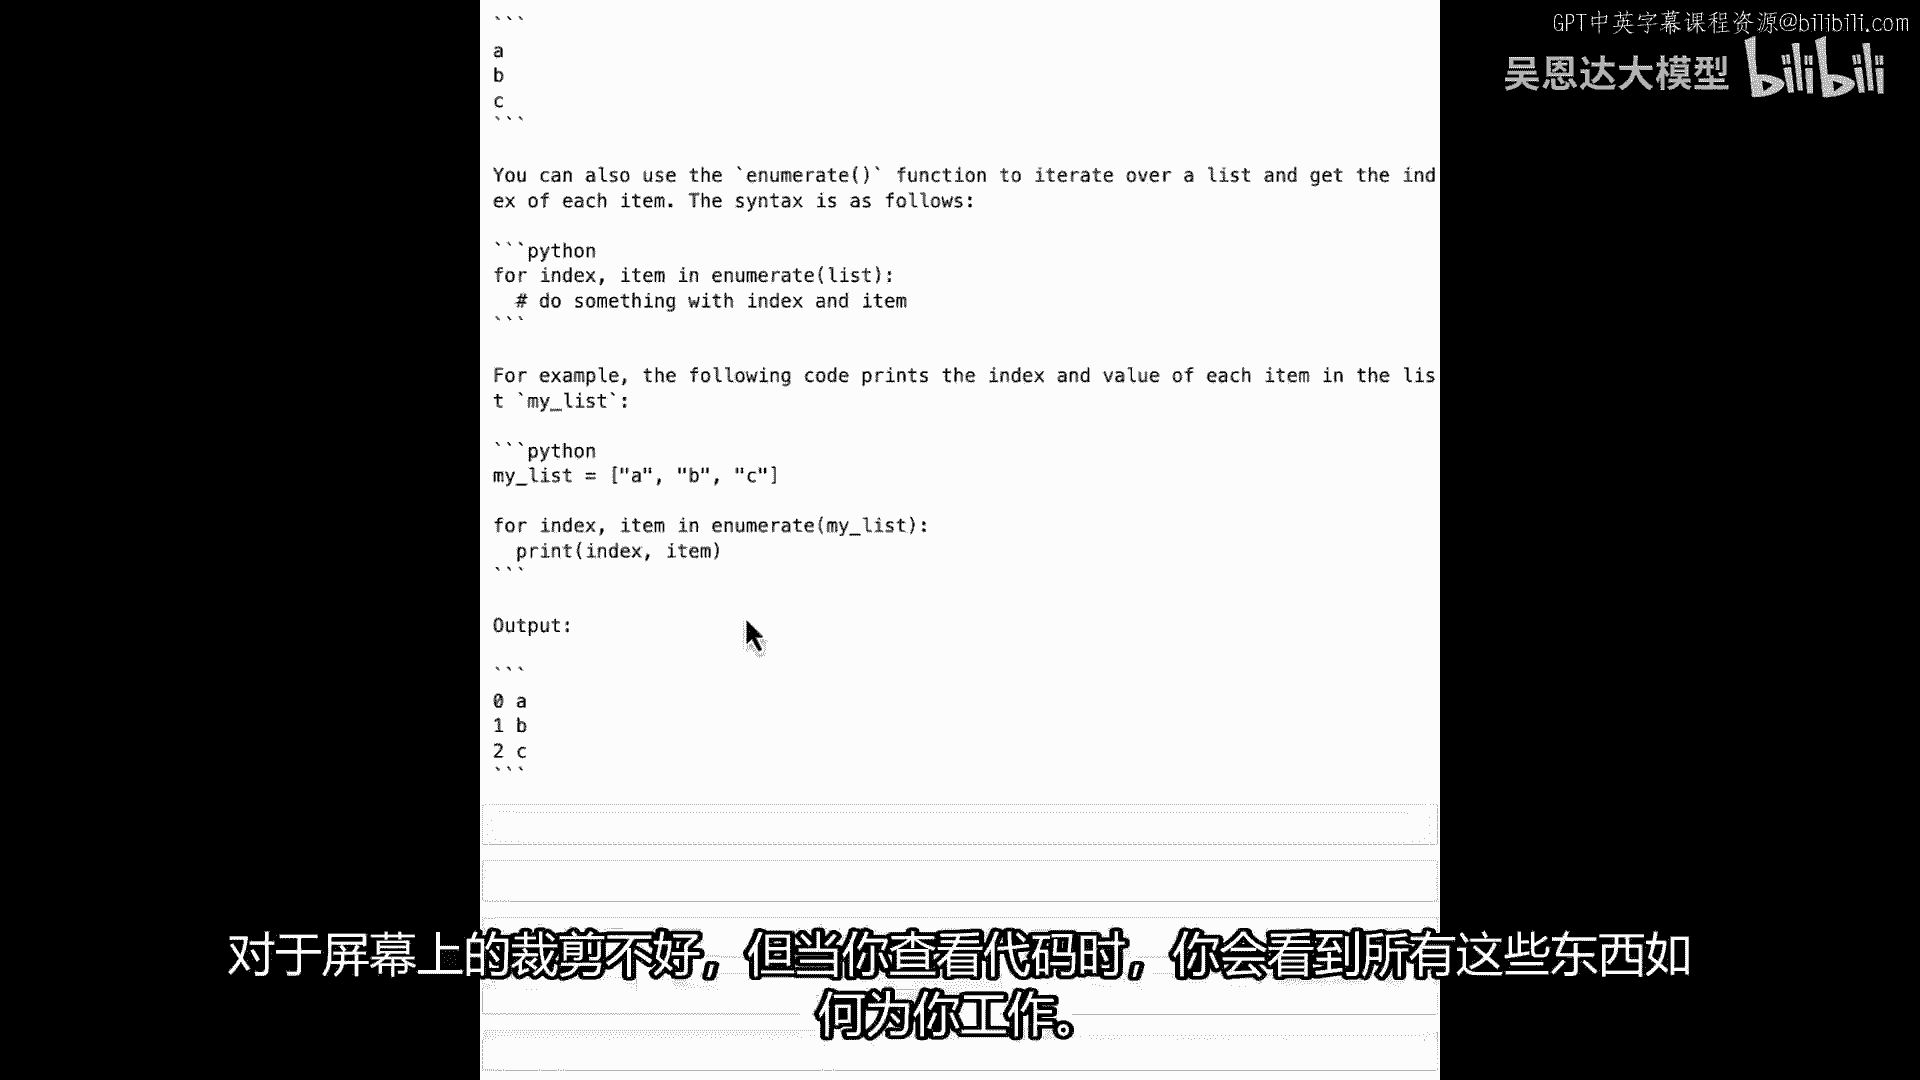 GPT中英字幕课程资源@bilibili.com
吴恩达大模型 bilibili
```
a
b
c
```
You can also use the `enumerate()` function to iterate over a list and get the ind
ex of each item. The syntax is as follows:
```python
for index, item in enumerate(list):
  # do something with index and item
```
For example, the following code prints the index and value of each item in the lis
t `my_list`:
```python
my_list = ["a", "b", "c"]
for index, item in enumerate(my_list):
  print(index, item)
```
Output:
```
0 a
1 b
2 c
```
对于屏幕上的裁剪不好，但当你查看代码时，你会看到所有这些东西如
何为你工作。